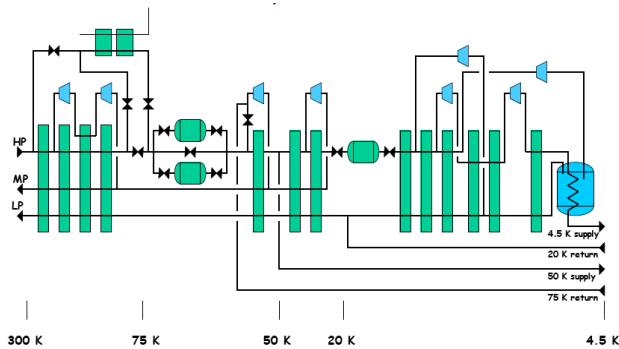 HP
MP
LP
4.5 K supply
20 K return
50 K supply
75 K return
300 K
75 K
50 K
20 K
4.5 K